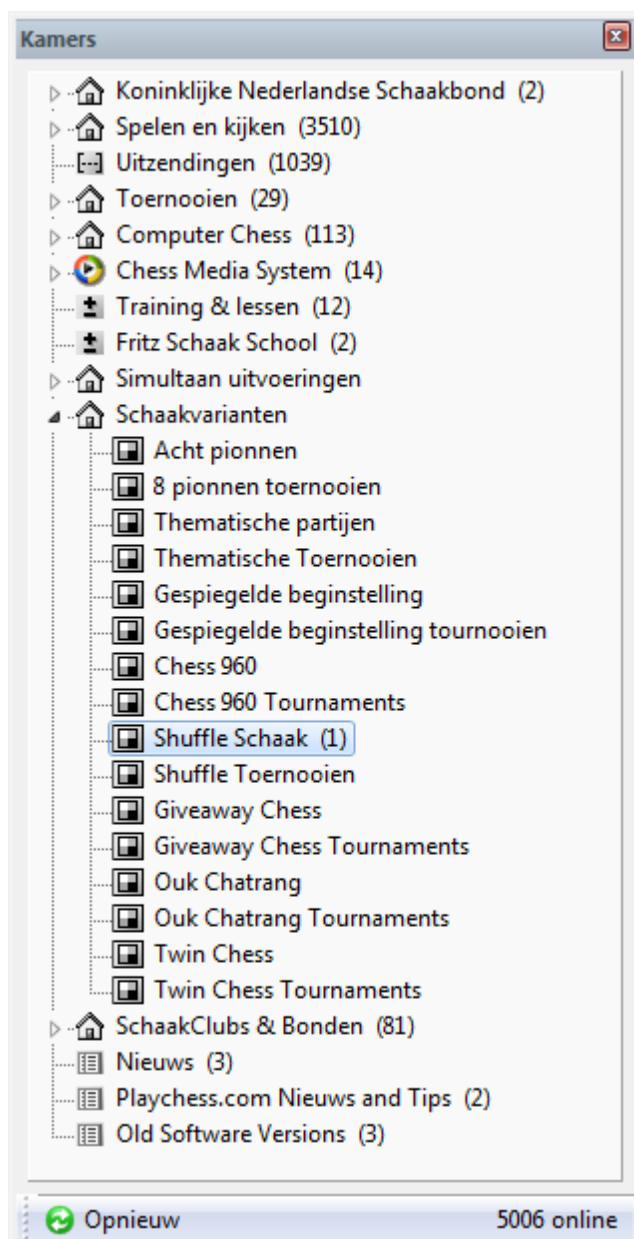 Kamers
Koninklijke Nederlandse Schaakbond (2)
Spelen en kijken (3510)
Uitzendingen (1039)
Toernooien (29)
Computer Chess (113)
Chess Media System (14)
Training & lessen (12)
Fritz Schaak School (2)
Simultaan uitvoeringen
Schaakvarianten
Acht pionnen
8 pionnen toernooien
Thematische partijen
Thematische Toernooien
Gespiegelde beginstelling
Gespiegelde beginstelling tournooien
Chess 960
Chess 960 Tournaments
Shuffle Schaak (1)
Shuffle Toernooien
Giveaway Chess
Giveaway Chess Tournaments
Ouk Chatrang
Ouk Chatrang Tournaments
Twin Chess
Twin Chess Tournaments
SchaakClubs & Bonden (81)
Nieuws (3)
Playchess.com Nieuws and Tips (2)
Old Software Versions (3)
Opnieuw 5006 online